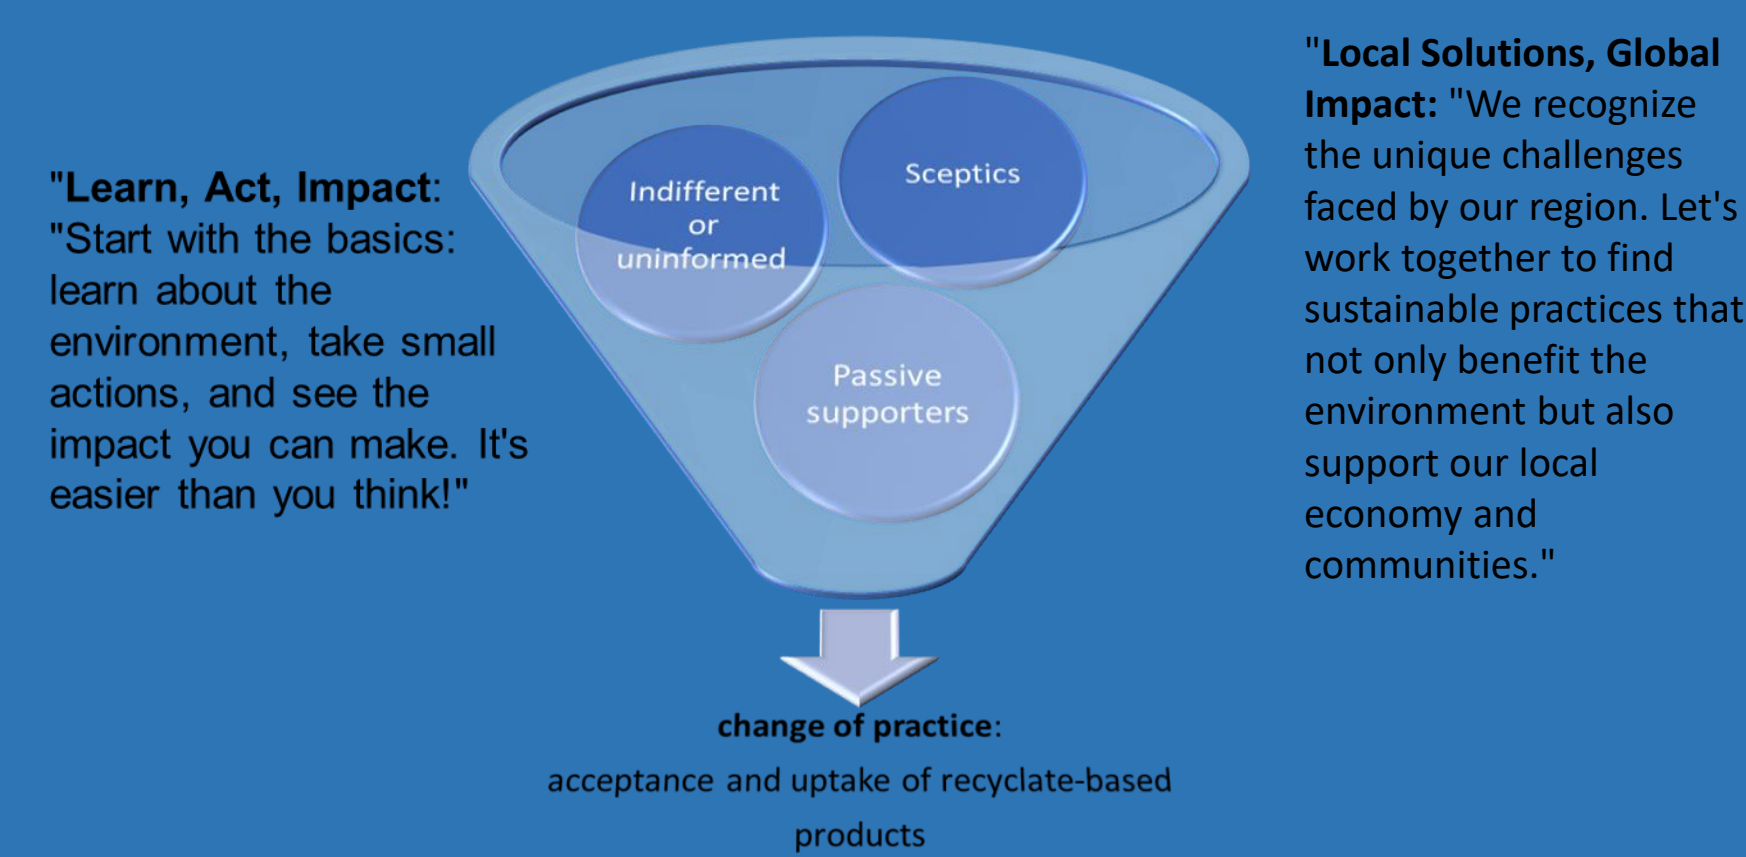 "Learn, Act, Impact:
"Start with the basics:
learn about the
environment, take small
actions, and see the
impact you can make. It's
easier than you think!"
Indifferent
or
uninformed
Sceptics
Passive
supporters
change of practice:
acceptance and uptake of recyclate-based
products
"Local Solutions, Global
Impact: "We recognize
the unique challenges
faced by our region. Let's
work together to find
sustainable practices that
not only benefit the
environment but also
support our local
economy and
communities."